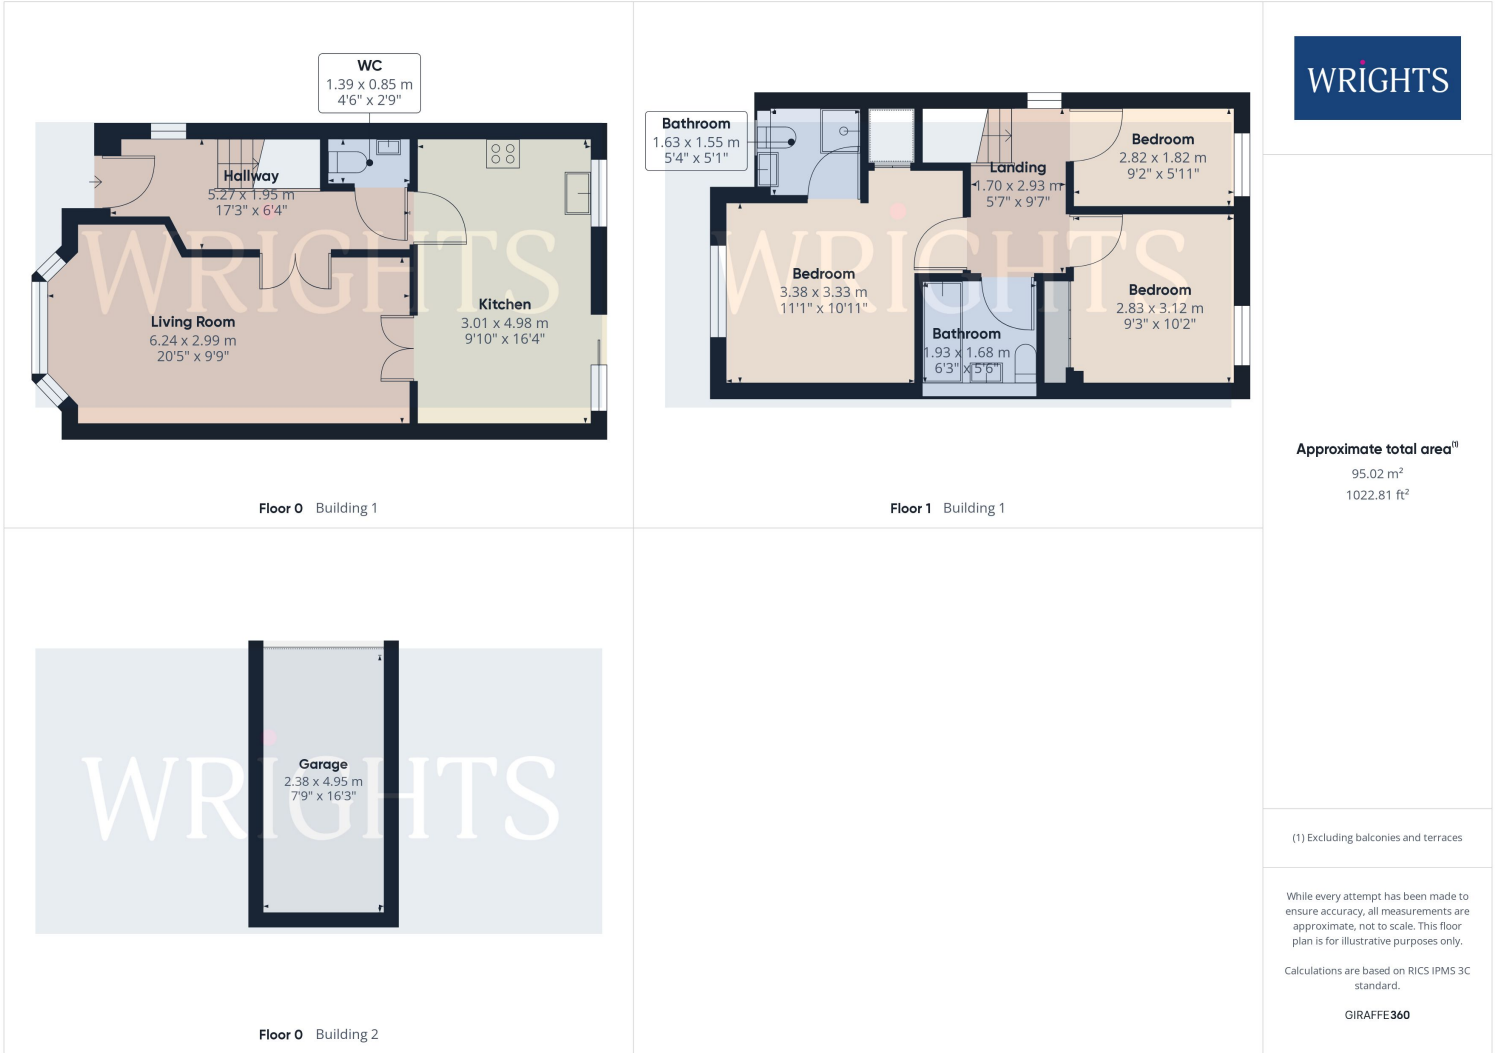 WC
1.39 x 0.85 m
4'6" x 2'9"
Hallway
5.27 x 1.95 m
17'3" x 6'4"
Living Room
6.24 x 2.99 m
20'5" x 9'9"
Kitchen
3.01 x 4.98 m
9'10" x 16'4"
WRIGHTS
Floor 0 Building 1
Bathroom
1.63 x 1.55 m
5'4" x 5'1"
Landing
1.70 x 2.93 m
5'7" x 9'7"
Bedroom
2.82 x 1.82 m
9'2" x 5'11"
Bedroom
3.38 x 3.33 m
11'1" x 10'11"
Bathroom
1.93 x 1.68 m
6'3" x 5'6"
Bedroom
2.83 x 3.12 m
9'3" x 10'2"
WRIGHTS
Floor 1 Building 1
Garage
2.38 x 4.95 m
7'9" x 16'3"
WRIGHTS
Floor 0 Building 2
WRIGHTS
Approximate total area(1)
95.02 m²
1022.81 ft²
(1) Excluding balconies and terraces
While every attempt has been made to
ensure accuracy, all measurements are
approximate, not to scale. This floor
plan is for illustrative purposes only.
Calculations are based on RICS IPMS 3C
standard.
GIRAFFE360